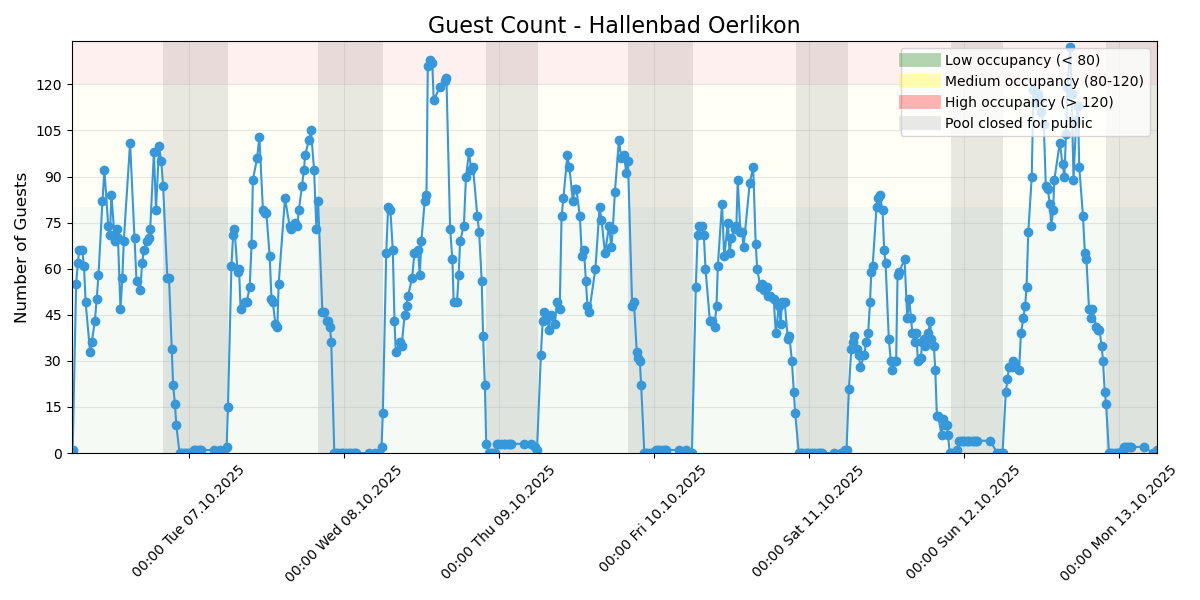 Guest Count - Hallenbad Oerlikon
Low occupancy (< 80)
Medium occupancy (80-120)
High occupancy (> 120)
Pool closed for public
Number of Guests
120
105
90
75
60
45
30
15
0
00:00 Tue 07.10.2025
00:00 Wed 08.10.2025
00:00 Thu 09.10.2025
00:00 Fri 10.10.2025
00:00 Sat 11.10.2025
00:00 Sun 12.10.2025
00:00 Mon 13.10.2025